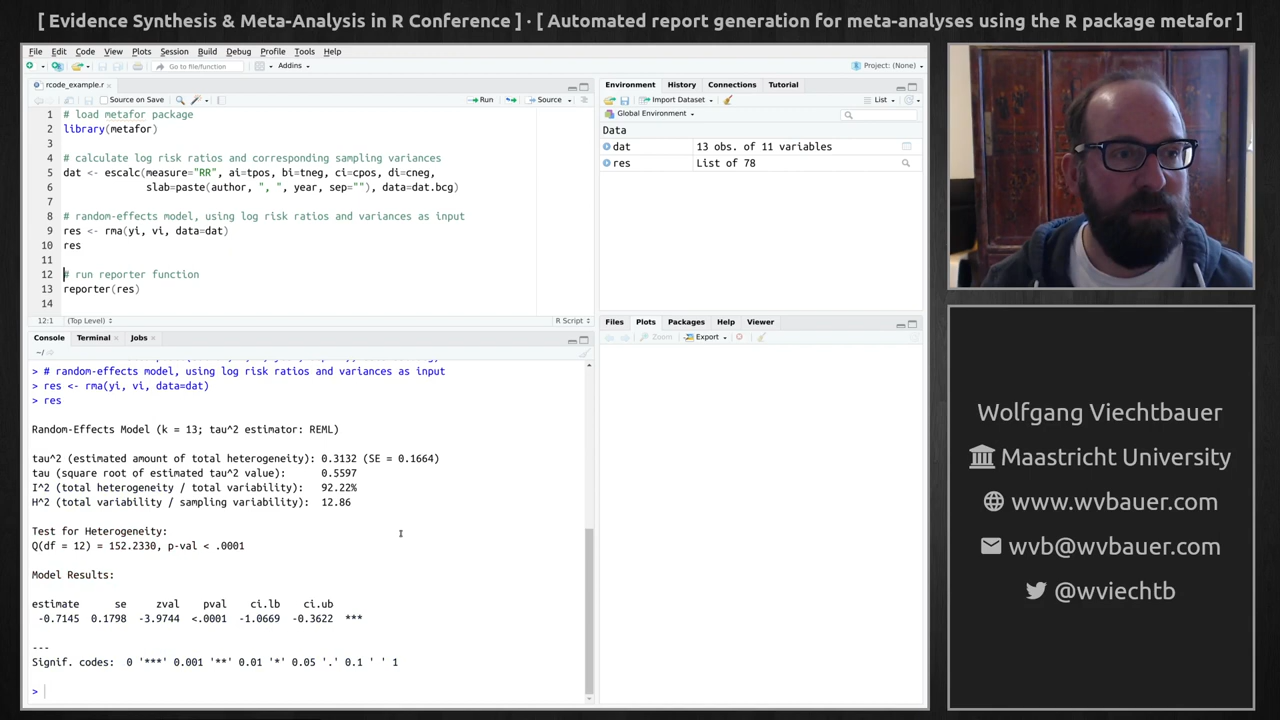 [ Evidence Synthesis & Meta-Analysis in R Conference ] · [ Automated report generation for meta-analyses using the R package metafor ]
File Edit Code View Plots Session Build Debug Profile Tools Help
Go to file/function Addins Project: (None)
rcode_example.r
Source on Save Run Source
1 # load metafor package
2 library(metafor)
3
4 # calculate log risk ratios and corresponding sampling variances
5 dat <- escalc(measure="RR", ai=tpos, bi=tneg, ci=cpos, di=cneg,
6 slab=paste(author, ", ", year, sep=""), data=dat.bcg)
7
8 # random-effects model, using log risk ratios and variances as input
9 res <- rma(yi, vi, data=dat)
10 res
11
12 # run reporter function
13 reporter(res)
14
12:1 (Top Level) R Script
Console Terminal Jobs
~/
> # random-effects model, using log risk ratios and variances as input
> res <- rma(yi, vi, data=dat)
> res
Random-Effects Model (k = 13; tau^2 estimator: REML)
tau^2 (estimated amount of total heterogeneity): 0.3132 (SE = 0.1664)
tau (square root of estimated tau^2 value): 0.5597
I^2 (total heterogeneity / total variability): 92.22%
H^2 (total variability / sampling variability): 12.86
Test for Heterogeneity:
Q(df = 12) = 152.2330, p-val < .0001
Model Results:
estimate se zval pval ci.lb ci.ub
-0.7145 0.1798 -3.9744 <.0001 -1.0669 -0.3622 ***
---
Signif. codes: 0 '***' 0.001 '**' 0.01 '*' 0.05 '.' 0.1 ' ' 1
>
Environment History Connections Tutorial
Import Dataset List
Global Environment
Data
dat 13 obs. of 11 variables
res List of 78
Files Plots Packages Help Viewer
Zoom Export
Wolfgang Viechtbauer
Maastricht University
www.wvbauer.com
wvb@wvbauer.com
@wviechtb